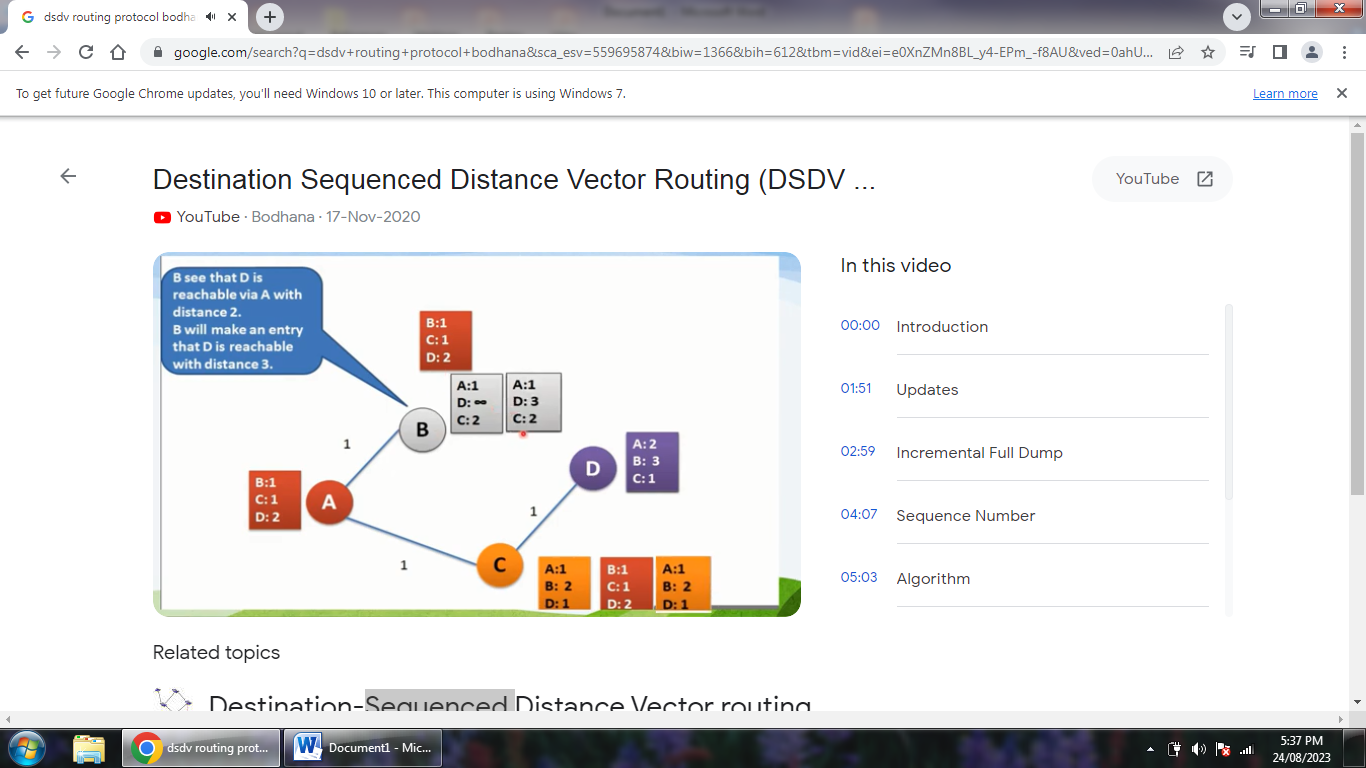 dsdv routing protocol bodhana
google.com/search?q=dsdv+routing+protocol+bodhana&sca_esv=559695874&biw=1366&bih=612&tbm=vid&ei=e0XnZMn8BL_y4-EPm_-f8AU&ved=0ahU...
To get future Google Chrome updates, you'll need Windows 10 or later. This computer is using Windows 7.
Learn more
Destination Sequenced Distance Vector Routing (DSDV ...
YouTube
YouTube · Bodhana · 17-Nov-2020
B see that D is
reachable via A with
distance 2.
B will make an entry
that D is reachable
with distance 3.
B:1
C: 1
D: 2
A:1
D: ∞
C: 2
A:1
D: 3
C: 2
B
1
D
A: 2
B: 3
C: 1
B:1
C: 1
D: 2
A
1
1
C
A:1
B: 2
D: 1
B:1
C: 1
D: 2
A:1
B: 2
D: 1
In this video
00:00 Introduction
01:51 Updates
02:59 Incremental Full Dump
04:07 Sequence Number
05:03 Algorithm
Related topics
Destination-Sequenced Distance Vector routing
dsdv routing prot...
Document1 - Mic...
5:37 PM
24/08/2023